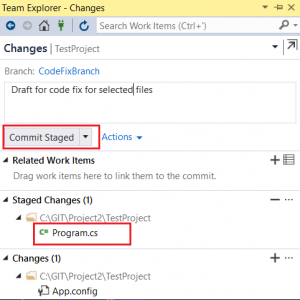 Team Explorer - Changes
Search Work Items (Ctrl+')
Changes | TestProject
Branch: CodeFixBranch
Draft for code fix for selected files
Commit Staged Actions
Related Work Items
Drag work items here to link them to the commit.
Staged Changes (1)
C:\GIT\Project2\TestProject
C# Program.cs
Changes (1)
C:\GIT\Project2\TestProject
App.config